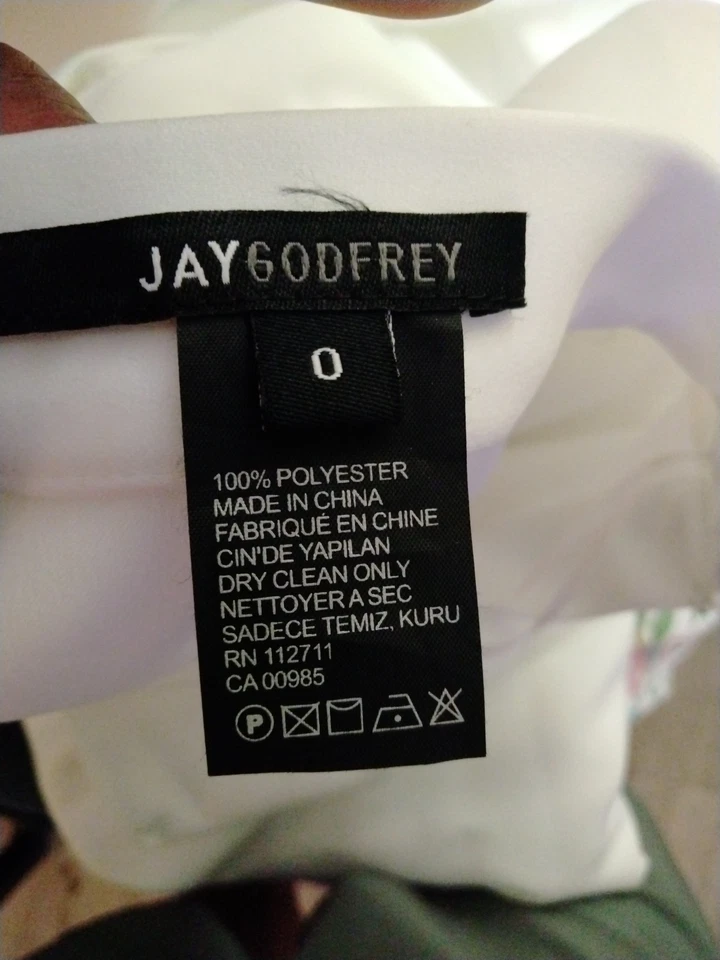 JAYGODFREY
0
100% POLYESTER
MADE IN CHINA
FABRIQUÉ EN CHINE
CIN'DE YAPILAN
DRY CLEAN ONLY
NETTOYER A SEC
SADECE TEMIZ, KURU
RN 112711
CA 00985
P